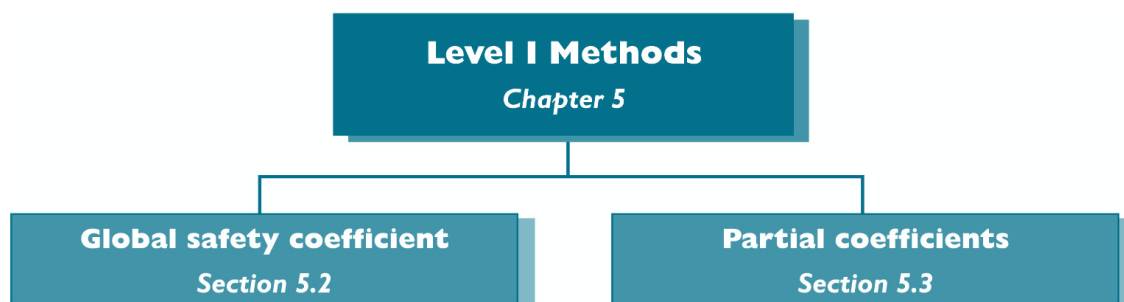 Level I Methods
Chapter 5
Global safety coefficient
Section 5.2
Partial coefficients
Section 5.3